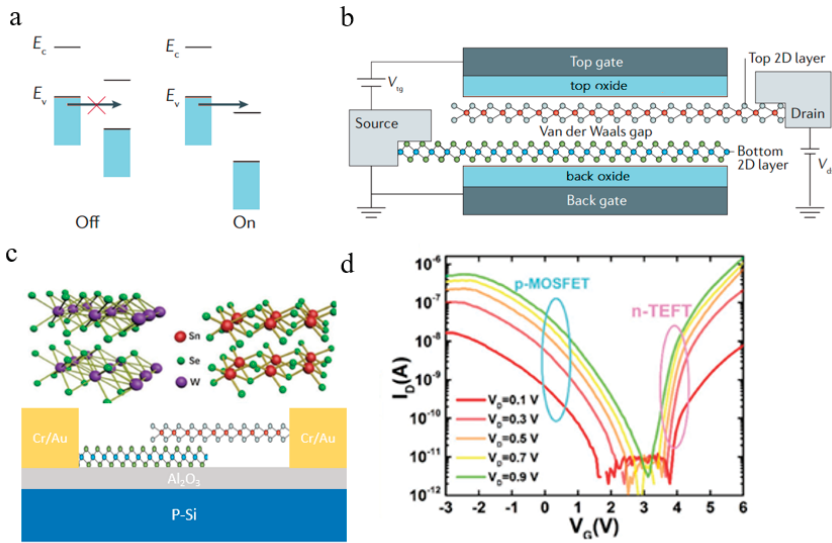 a
E_c
E_v
Off
E_c
E_v
On
b
Top gate
top oxide
Top 2D layer
V_tg
Source
Drain
Van der Waals gap
Bottom
2D layer
V_d
back oxide
Back gate
c
Sn
Se
W
Cr/Au
Cr/Au
Al₂O₃
P-Si
d
10⁻⁶
10⁻⁷
10⁻⁸
10⁻⁹
10⁻¹⁰
10⁻¹¹
10⁻¹²
I_D(A)
p-MOSFET
n-TEFT
V_D=0.1 V
V_D=0.3 V
V_D=0.5 V
V_D=0.7 V
V_D=0.9 V
-3 -2 -1 0 1 2 3 4 5 6
V_G(V)